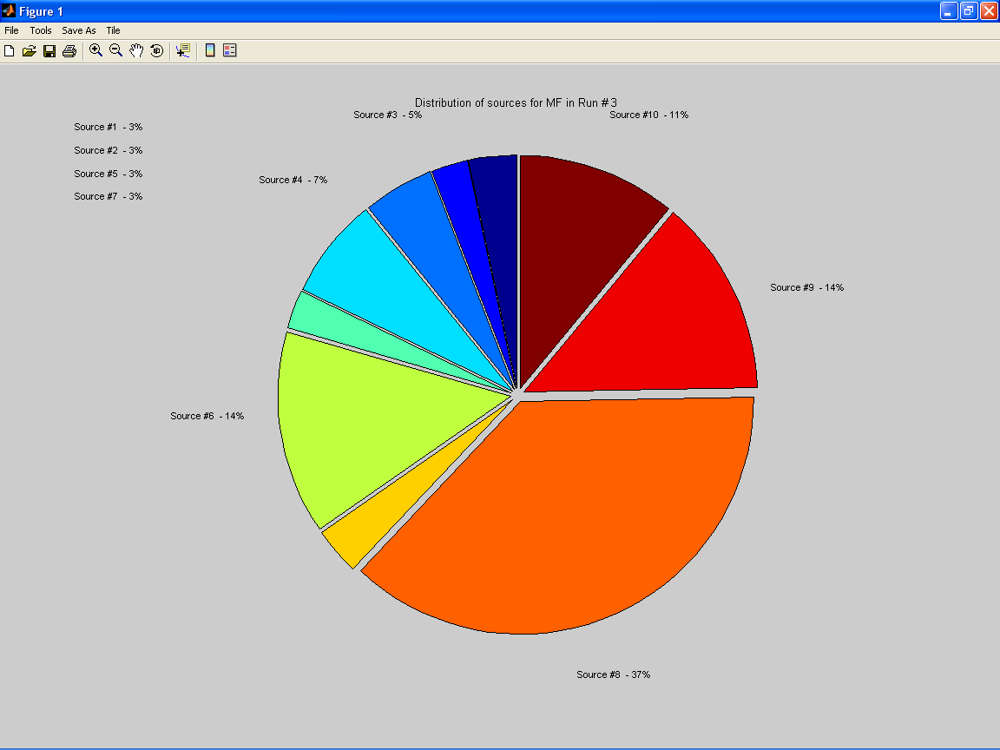 Figure 1
File Tools Save As Tile
Distribution of sources for MF in Run #3
Source #3 - 5%
Source #10 - 11%
Source #1 - 3%
Source #2 - 3%
Source #5 - 3%
Source #4 - 7%
Source #7 - 3%
Source #9 - 14%
Source #6 - 14%
Source #8 - 37%